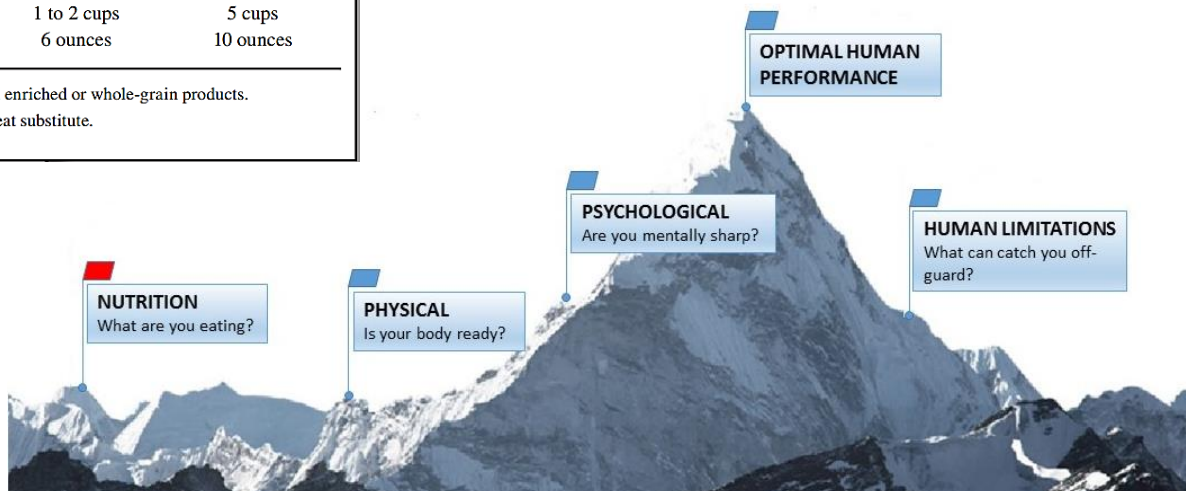 1 to 2 cups 5 cups
6 ounces 10 ounces
enriched or whole-grain products.
eat substitute.
OPTIMAL HUMAN
PERFORMANCE
PSYCHOLOGICAL
Are you mentally sharp?
HUMAN LIMITATIONS
What can catch you off-
guard?
NUTRITION
What are you eating?
PHYSICAL
Is your body ready?